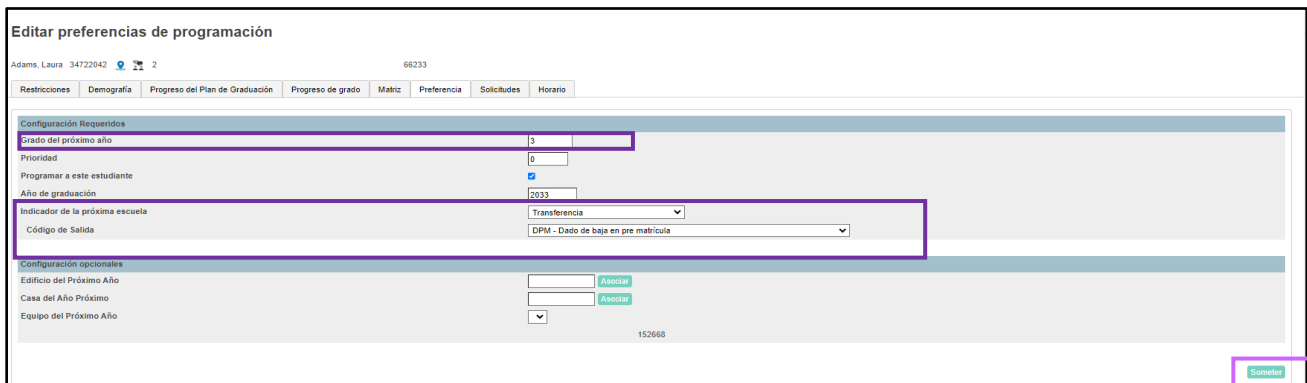 Editar preferencias de programación
Adams, Laura 34722042 2 66233
Restricciones Demografía Progreso del Plan de Graduación Progreso de grado Matriz Preferencia Solicitudes Horario
Configuración Requeridos
Grado del próximo año 3
Prioridad 0
Programar a este estudiante
Año de graduación 2033
Indicador de la próxima escuela Transferencia
Código de Salida DPM - Dado de baja en pre matrícula
Configuración opcionales
Edificio del Próximo Año Asociar
Casa del Año Próximo Asociar
Equipo del Próximo Año
152668
Someter